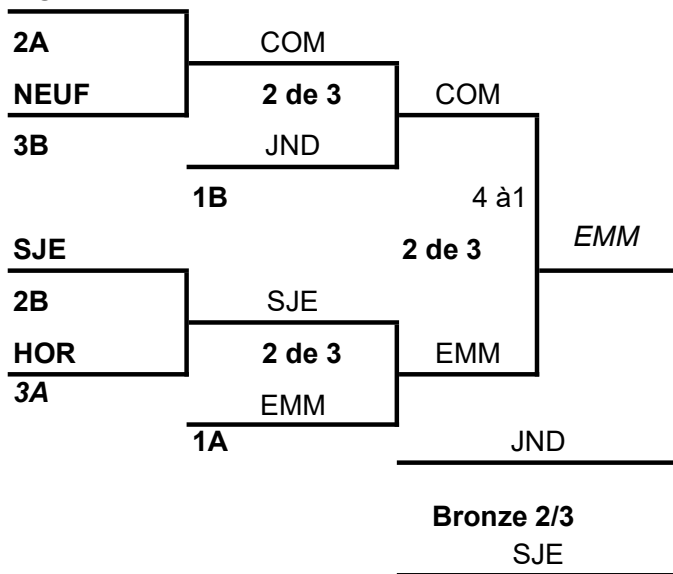 2A
COM
NEUF
2 de 3
COM
3B
JND
1B
4 à1
SJE
2 de 3
EMM
2B
SJE
HOR
2 de 3
EMM
3A
EMM
1A
JND
Bronze 2/3
SJE